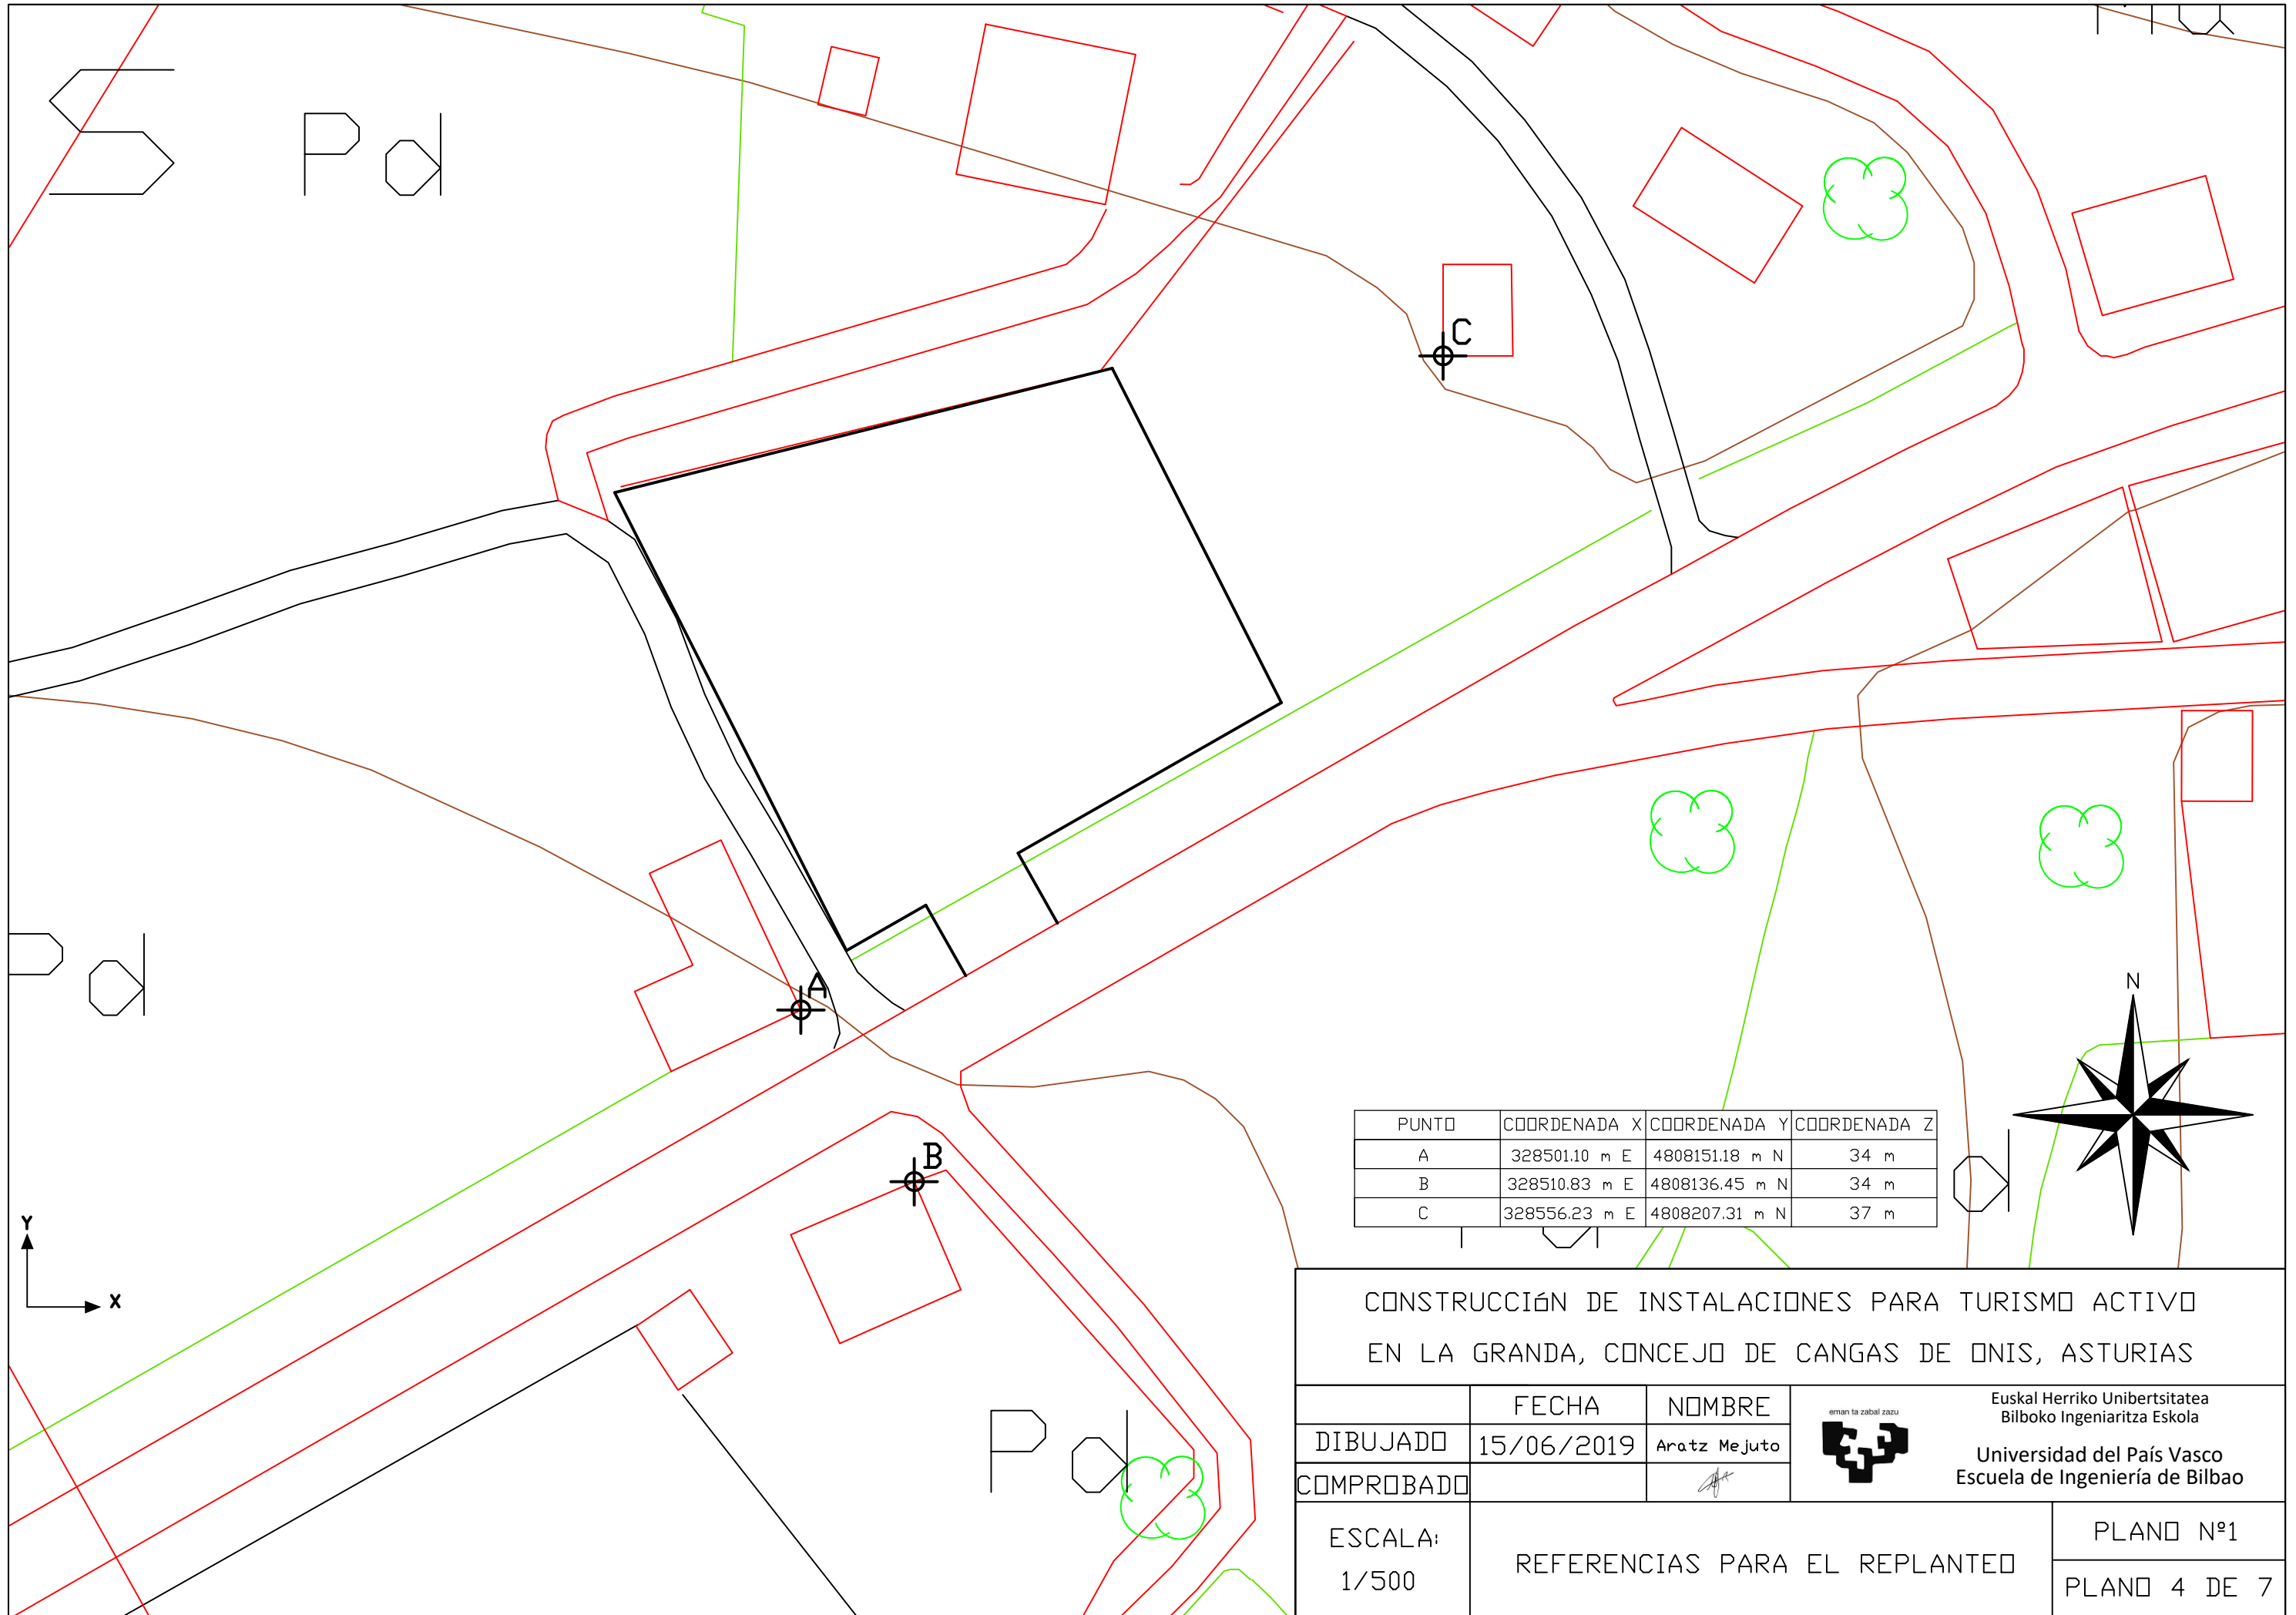 S Pd
Pd
C
A
B
N
Y
X
PUNTO COORDENADA X COORDENADA Y COORDENADA Z
A 328501.10 m E 4808151.18 m N 34 m
B 328510.83 m E 4808136.45 m N 34 m
C 328556.23 m E 4808207.31 m N 37 m
Pd
CONSTRUCCIóN DE INSTALACIONES PARA TURISMO ACTIVO
EN LA GRANDA, CONCEJO DE CANGAS DE ONIS, ASTURIAS
FECHA NOMBRE
DIBUJADO 15/06/2019 Aratz Mejuto
COMPROBADO
eman ta zabal zazu
Euskal Herriko Unibertsitatea
Bilboko Ingeniaritza Eskola
Universidad del País Vasco
Escuela de Ingeniería de Bilbao
ESCALA:
1/500
REFERENCIAS PARA EL REPLANTEO
PLANO Nº1
PLANO 4 DE 7